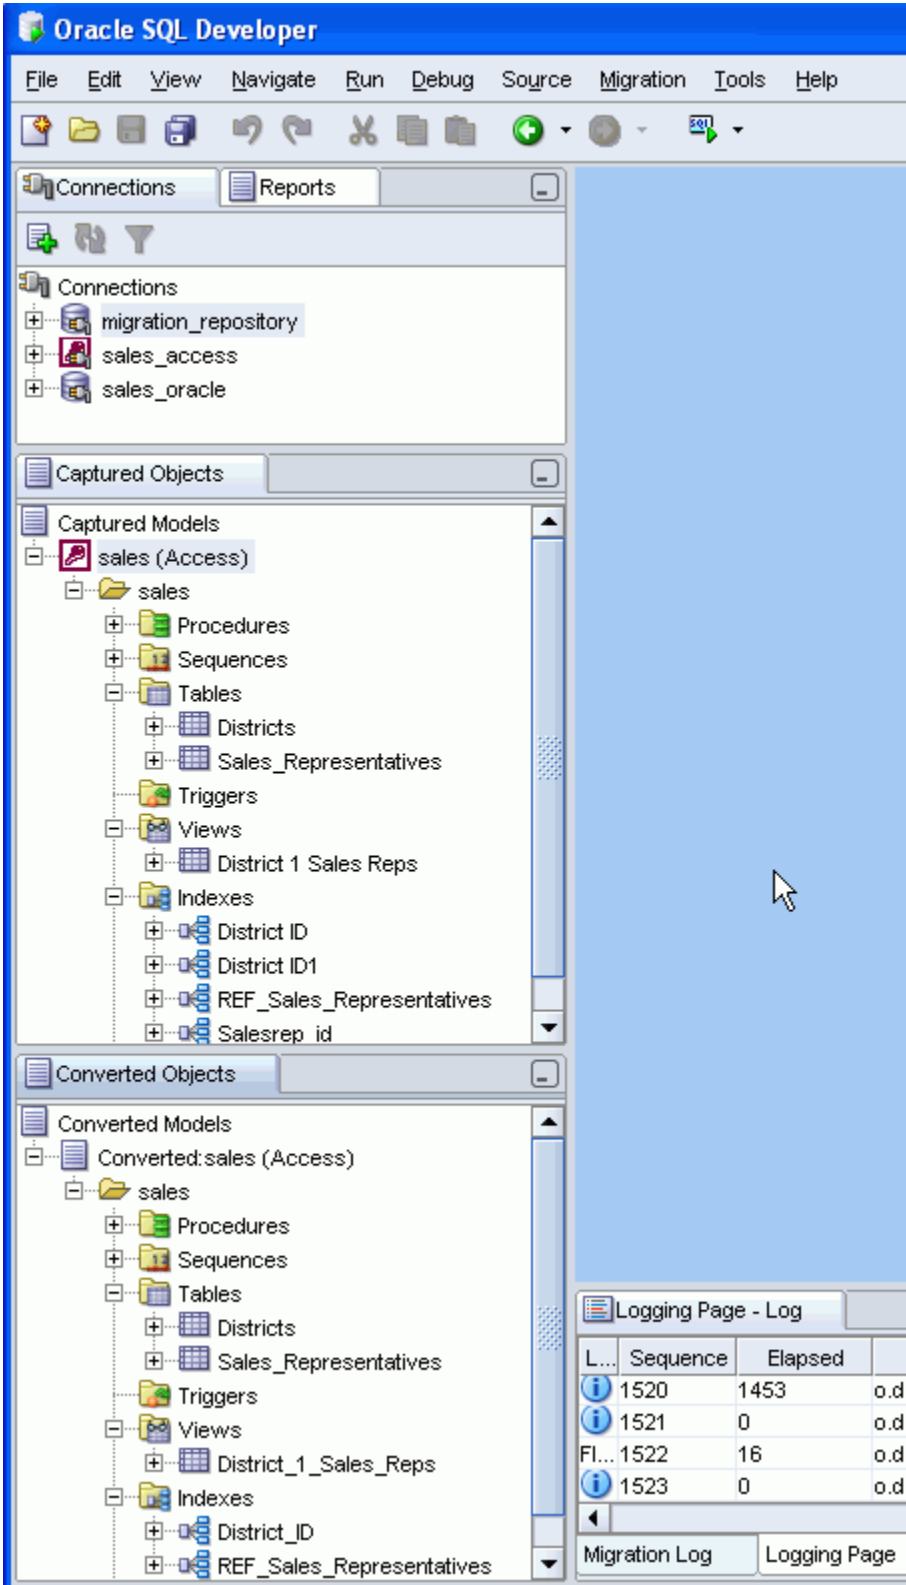 Oracle SQL Developer
File Edit View Navigate Run Debug Source Migration Tools Help
SQL
Connections Reports
Connections
migration_repository
sales_access
sales_oracle
Captured Objects
Captured Models
sales (Access)
sales
Procedures
Sequences
Tables
Districts
Sales_Representatives
Triggers
Views
District 1 Sales Reps
Indexes
District ID
District ID1
REF_Sales_Representatives
Salesrep_id
Converted Objects
Converted Models
Converted:sales (Access)
sales
Procedures
Sequences
Tables
Districts
Sales_Representatives
Triggers
Views
District_1_Sales_Reps
Indexes
District_ID
REF_Sales_Representatives
Logging Page - Log
L... Sequence Elapsed
1520 1453 o.d
1521 0 o.d
FI... 1522 16 o.d
1523 0 o.d
Migration Log Logging Page